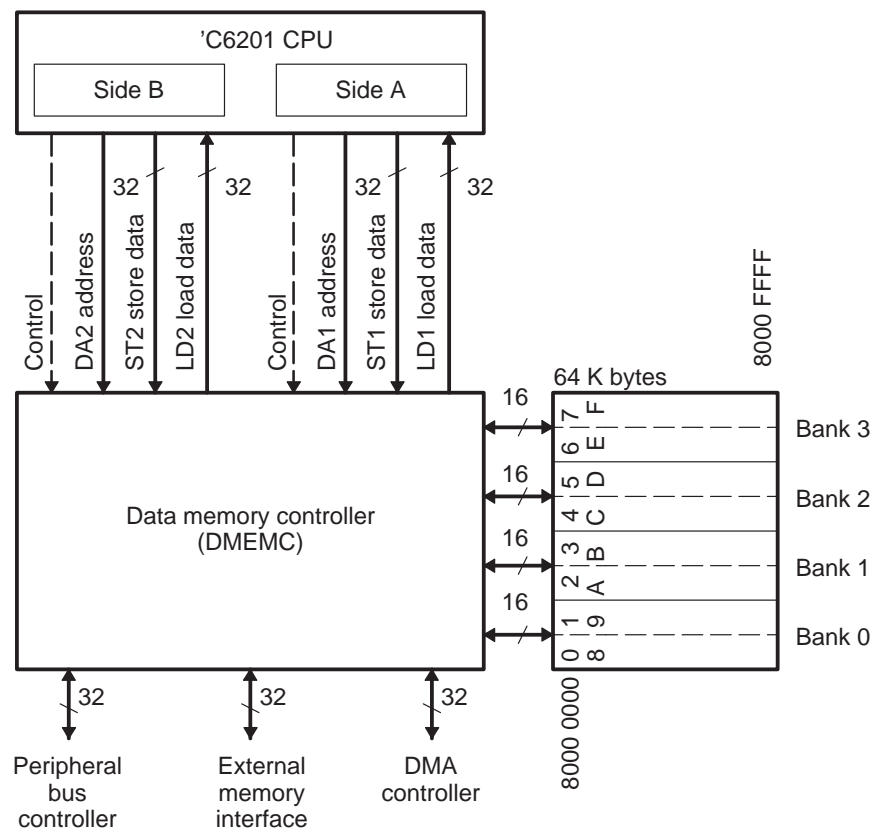 'C6201 CPU
Side B
Side A
32
32
32
32
Control
DA2 address
ST2 store data
LD2 load data
Control
DA1 address
ST1 store data
LD1 load data
8000 FFFF
64 K bytes
16
7 F
6 E
Bank 3
16
5 D
4 C
Bank 2
16
3 B
2 A
Bank 1
16
1 9
0 8
Bank 0
Data memory controller
(DMEMC)
8000 0000
32
32
32
Peripheral
bus
controller
External
memory
interface
DMA
controller